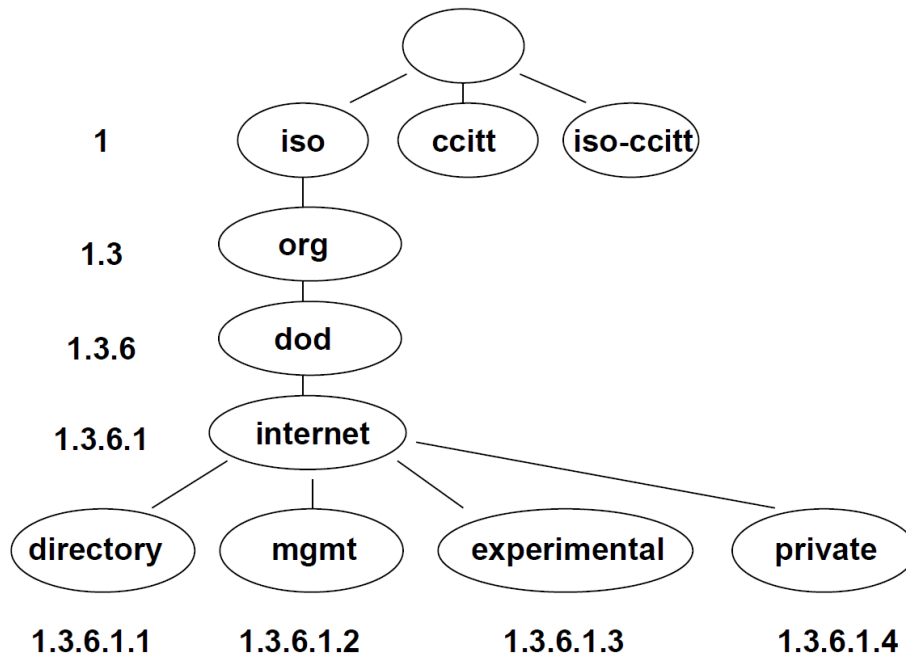 1 iso ccitt iso-ccitt
1.3 org
1.3.6 dod
1.3.6.1 internet
directory mgmt experimental private
1.3.6.1.1 1.3.6.1.2 1.3.6.1.3 1.3.6.1.4